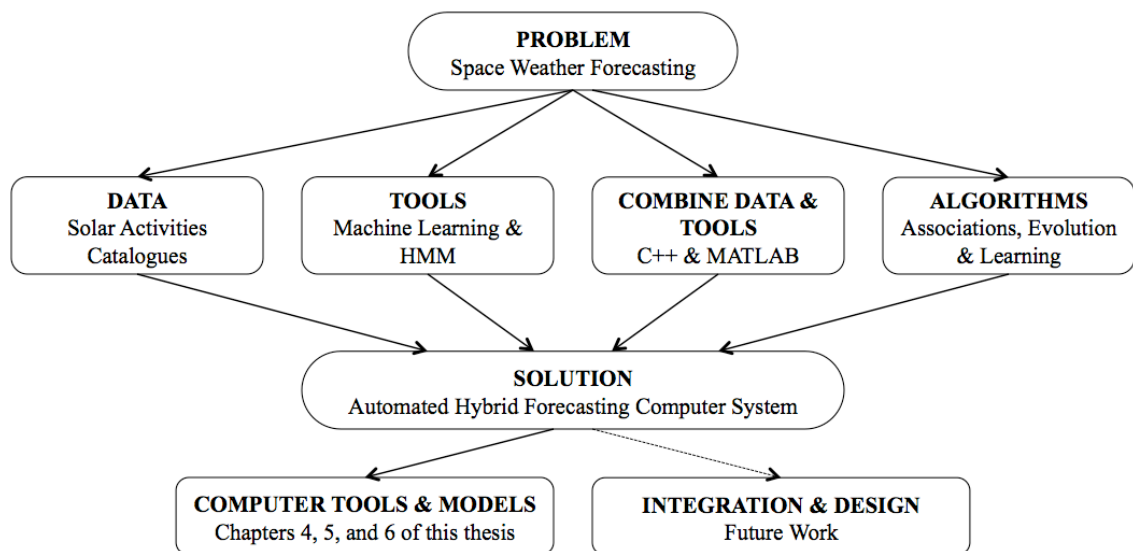 PROBLEM
Space Weather Forecasting
DATA
Solar Activities
Catalogues
TOOLS
Machine Learning &
HMM
COMBINE DATA &
TOOLS
C++ & MATLAB
ALGORITHMS
Associations, Evolution
& Learning
SOLUTION
Automated Hybrid Forecasting Computer System
COMPUTER TOOLS & MODELS
Chapters 4, 5, and 6 of this thesis
INTEGRATION & DESIGN
Future Work